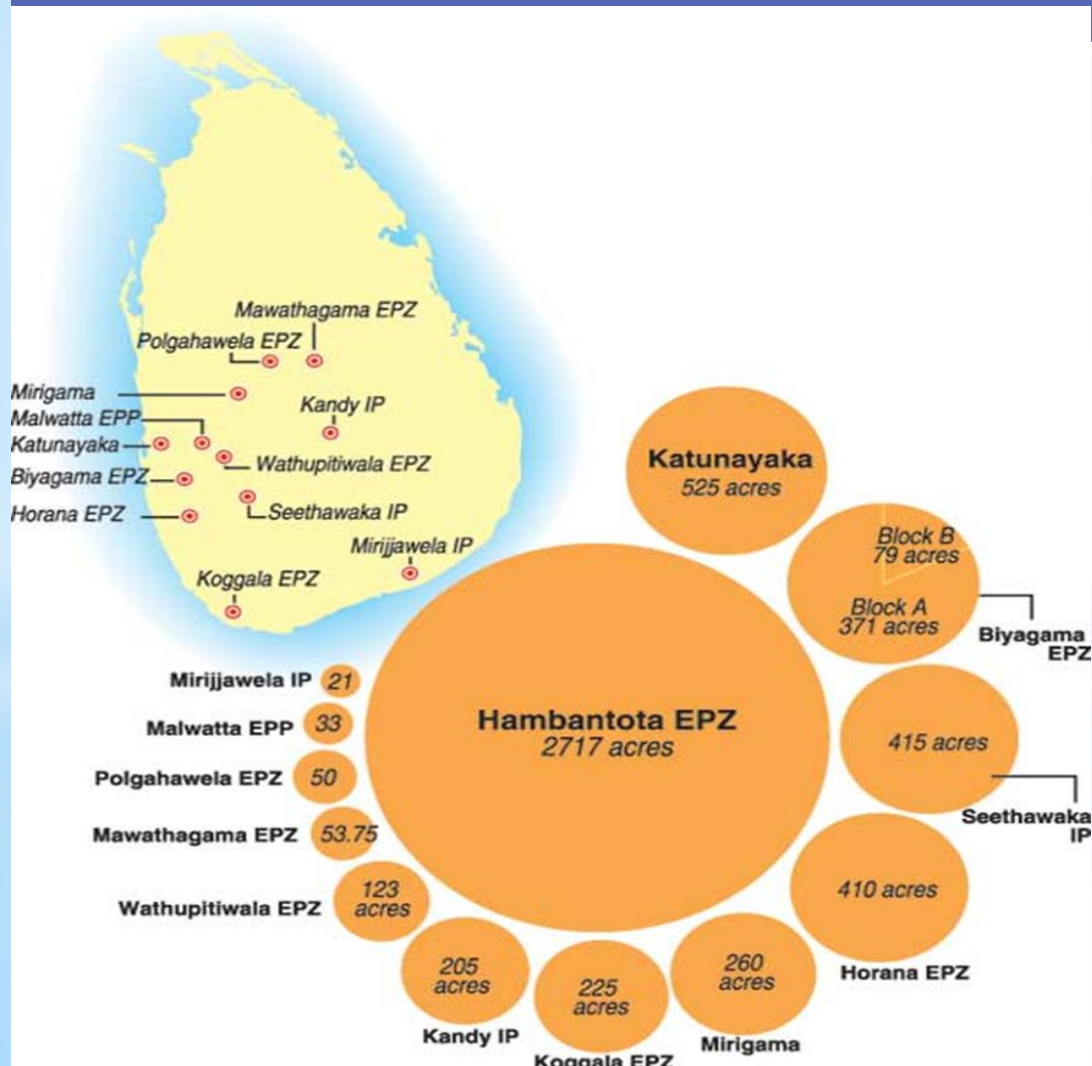 Mawathagama EPZ
Polgahawela EPZ
Mirigama
Kandy IP
Malwatta EPP
Katunayaka
Wathupitiwala EPZ
Biyagama EPZ
Seethawaka IP
Horana EPZ
Mirijjawela IP
Koggala EPZ
Katunayaka
525 acres
Block B
79 acres
Block A
371 acres
Biyagama
EPZ
Hambantota EPZ
2717 acres
415 acres
Seethawaka
IP
410 acres
Horana EPZ
260
acres
Mirigama
225
acres
Koggala EPZ
205
acres
Kandy IP
123
acres
Wathupitiwala EPZ
Mawathagama EPZ
53.75
Polgahawela EPZ
50
Malwatta EPP
33
Mirijjawela IP
21